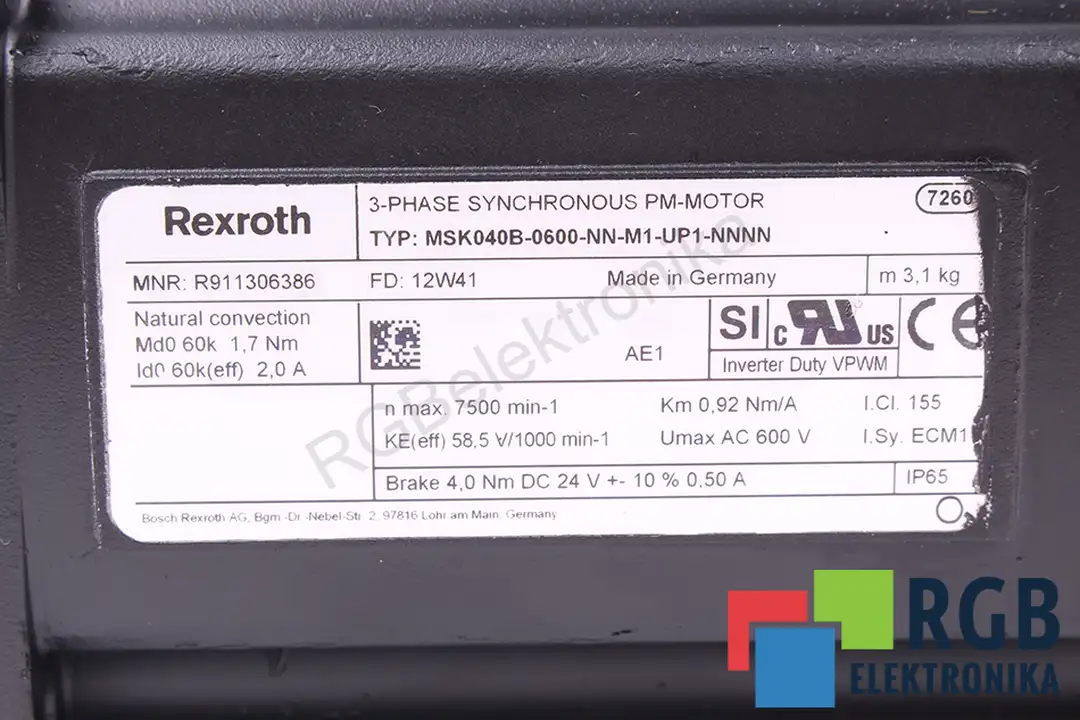 Rexroth
3-PHASE SYNCHRONOUS PM-MOTOR
7260
TYP: MSK040B-0600-NN-M1-UP1-NNNN
MNR: R911306386 FD: 12W41 Made in Germany m 3,1 kg
Natural convection
Md0 60k 1,7 Nm
Id0 60k(eff) 2,0 A
AE1
SI c RU US CE
Inverter Duty VPWM
n max. 7500 min-1 Km 0,92 Nm/A I.Cl. 155
KE(eff) 58,5 V/1000 min-1 Umax AC 600 V I.Sy. ECM1
Brake 4,0 Nm DC 24 V +- 10 % 0,50 A IP65
Bosch Rexroth AG, Bgm.-Dr.-Nebel-Str. 2, 97816 Lohr am Main, Germany
RGBelektronika
RGB
ELEKTRONIKA